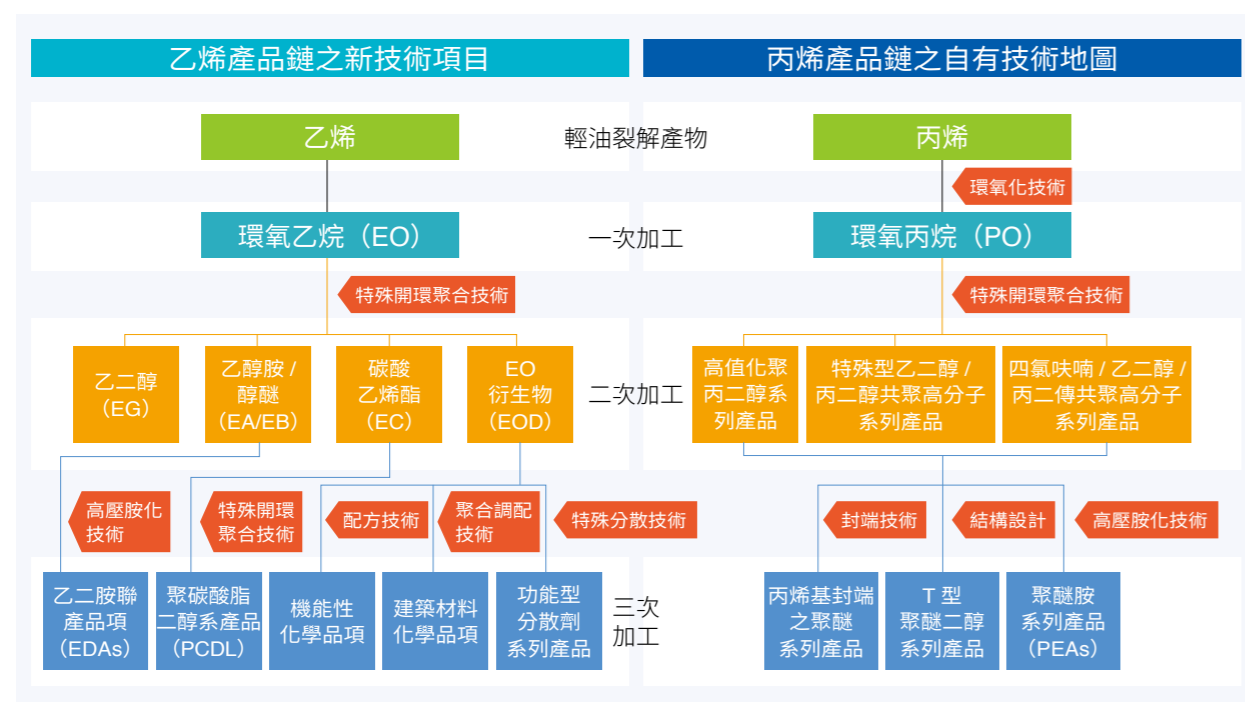 乙烯產品鏈之新技術項目
丙烯產品鏈之自有技術地圖
乙烯
輕油裂解產物
丙烯
環氧化技術
環氧乙烷（EO）
一次加工
環氧丙烷（PO）
特殊開環聚合技術
特殊開環聚合技術
乙二醇
（EG）
乙醇胺 /
醇醚
（EA/EB）
碳酸
乙烯酯
（EC）
EO
衍生物
（EOD）
二次加工
高值化聚
丙二醇系
列產品
特殊型乙二醇 /
丙二醇共聚高分子
系列產品
四氯呋喃 / 乙二醇 /
丙二傳共聚高分子
系列產品
高壓胺化
技術
特殊開環
聚合技術
配方技術
聚合調配
技術
特殊分散技術
封端技術
結構設計
高壓胺化技術
乙二胺聯
產品項
（EDAs）
聚碳酸脂
二醇系產品
（PCDL）
機能性
化學品項
建築材料
化學品項
功能型
分散劑
系列產品
三次
加工
丙烯基封端
之聚醚
系列產品
T 型
聚醚二醇
系列產品
聚醚胺
系列產品
（PEAs）